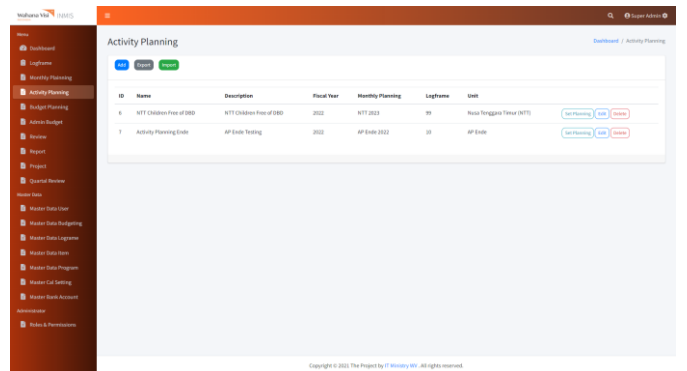 Wahana Visi INMIS
Super Admin
Menu
Dashboard
Logframe
Monthly Planning
Activity Planning
Budget Planning
Admin Budget
Review
Report
Project
Quartal Review
Master Data
Master Data User
Master Data Budgeting
Master Data Lograme
Master Data Item
Master Data Program
Master Cut Setting
Master Bank Account
Administrator
Roles & Permissions
Activity Planning
Dashboard / Activity Planning
Add Export Import
ID Name Description Fiscal Year Monthly Planning Logframe Unit
6 NTT Children Free of DBD NTT Children Free of DBD 2022 NTT 2023 99 Nusa Tenggara Timur (NTT) Set Planning Edit Delete
7 Activity Planning Ende AP Ende Testing 2022 AP Ende 2022 10 AP Ende Set Planning Edit Delete
Copyright © 2021 The Project by IT Ministry WVI . All rights reserved.